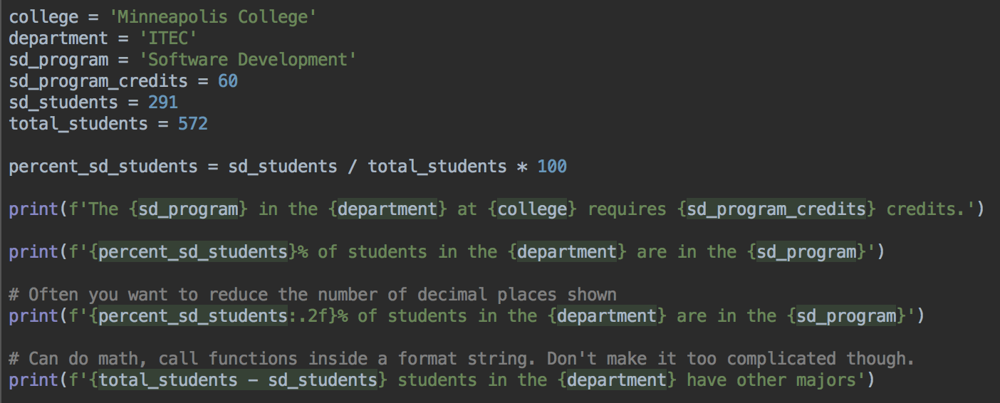 college = 'Minneapolis College'
department = 'ITEC'
sd_program = 'Software Development'
sd_program_credits = 60
sd_students = 291
total_students = 572
percent_sd_students = sd_students / total_students * 100
print(f'The {sd_program} in the {department} at {college} requires {sd_program_credits} credits.')
print(f'{percent_sd_students}% of students in the {department} are in the {sd_program}')
# Often you want to reduce the number of decimal places shown
print(f'{percent_sd_students:.2f}% of students in the {department} are in the {sd_program}')
# Can do math, call functions inside a format string. Don't make it too complicated though.
print(f'{total_students - sd_students} students in the {department} have other majors')